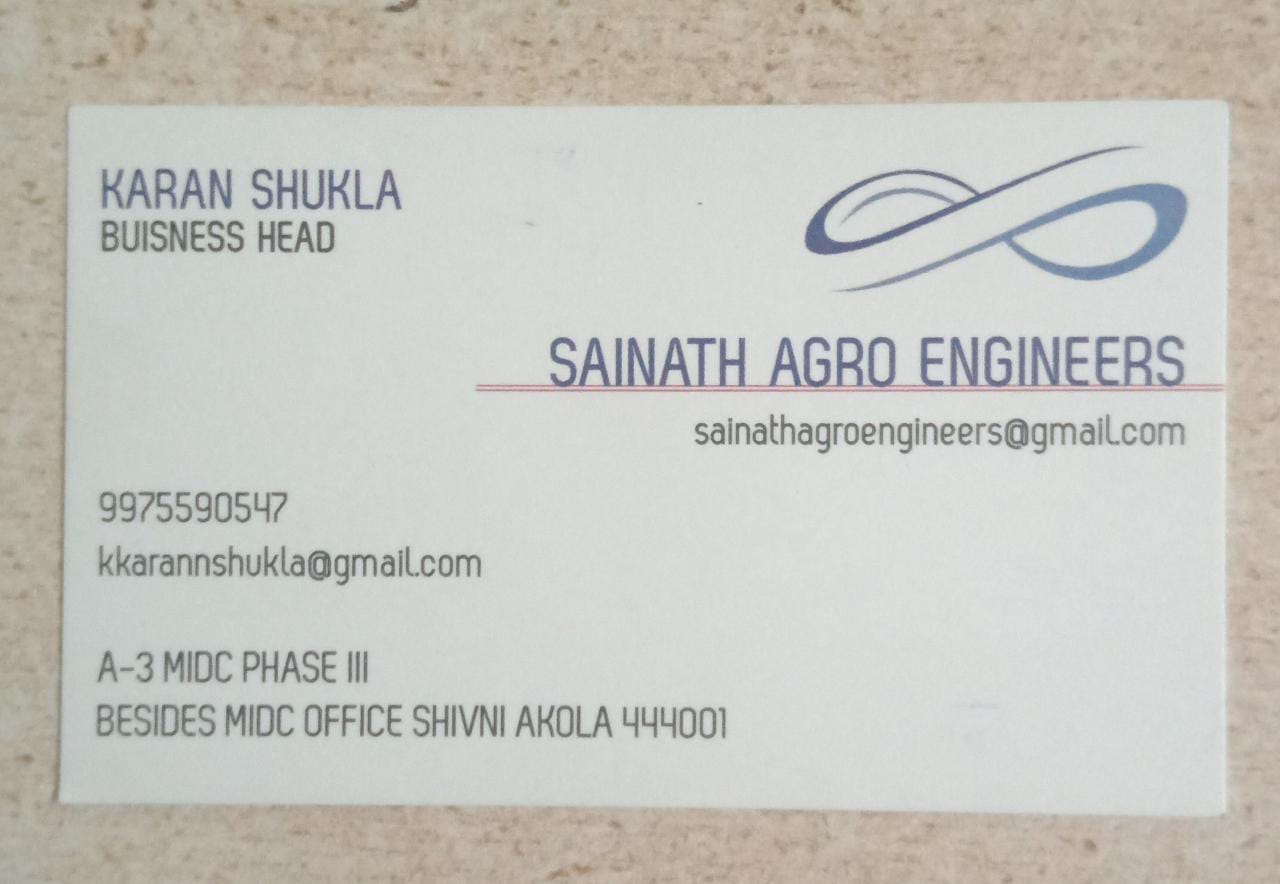 KARAN SHUKLA
BUISNESS HEAD
SAINATH AGRO ENGINEERS
sainathagroengineers@gmail.com
9975590547
kkarannshukla@gmail.com
A-3 MIDC PHASE III
BESIDES MIDC OFFICE SHIVNI AKOLA 444001